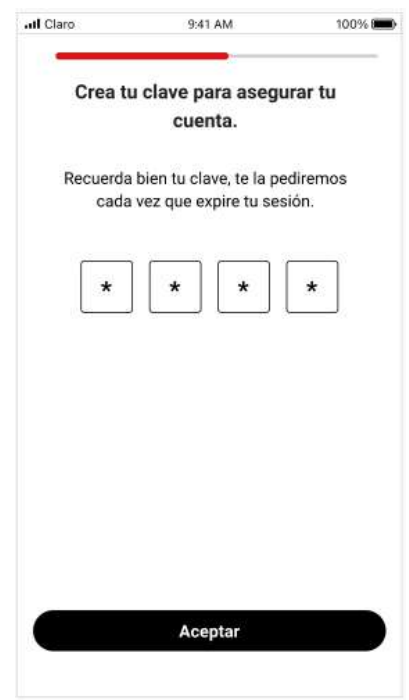 Claro 9:41 AM 100%
Crea tu clave para asegurar tu
cuenta.
Recuerda bien tu clave, te la pediremos
cada vez que expire tu sesión.
* * * *
Aceptar